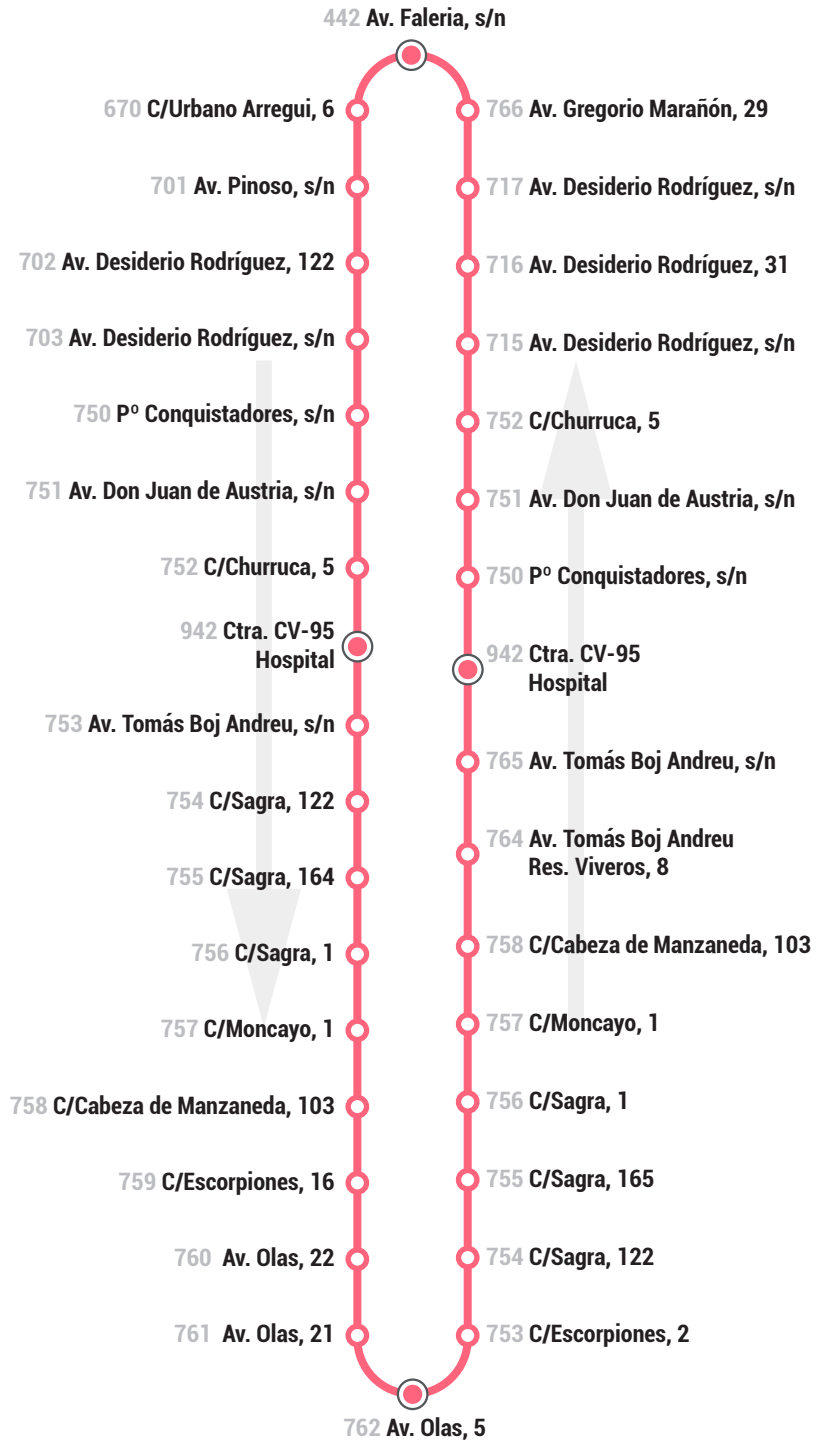 442 Av. Faleria, s/n
670 C/Urbano Arregui, 6
701 Av. Pinoso, s/n
702 Av. Desiderio Rodríguez, 122
703 Av. Desiderio Rodríguez, s/n
750 Pº Conquistadores, s/n
751 Av. Don Juan de Austria, s/n
752 C/Churruca, 5
942 Ctra. CV-95
Hospital
753 Av. Tomás Boj Andreu, s/n
754 C/Sagra, 122
755 C/Sagra, 164
756 C/Sagra, 1
757 C/Moncayo, 1
758 C/Cabeza de Manzaneda, 103
759 C/Escorpiones, 16
760 Av. Olas, 22
761 Av. Olas, 21
762 Av. Olas, 5
766 Av. Gregorio Marañón, 29
717 Av. Desiderio Rodríguez, s/n
716 Av. Desiderio Rodríguez, 31
715 Av. Desiderio Rodríguez, s/n
752 C/Churruca, 5
751 Av. Don Juan de Austria, s/n
750 Pº Conquistadores, s/n
942 Ctra. CV-95
Hospital
765 Av. Tomás Boj Andreu, s/n
764 Av. Tomás Boj Andreu
Res. Viveros, 8
758 C/Cabeza de Manzaneda, 103
757 C/Moncayo, 1
756 C/Sagra, 1
755 C/Sagra, 165
754 C/Sagra, 122
753 C/Escorpiones, 2